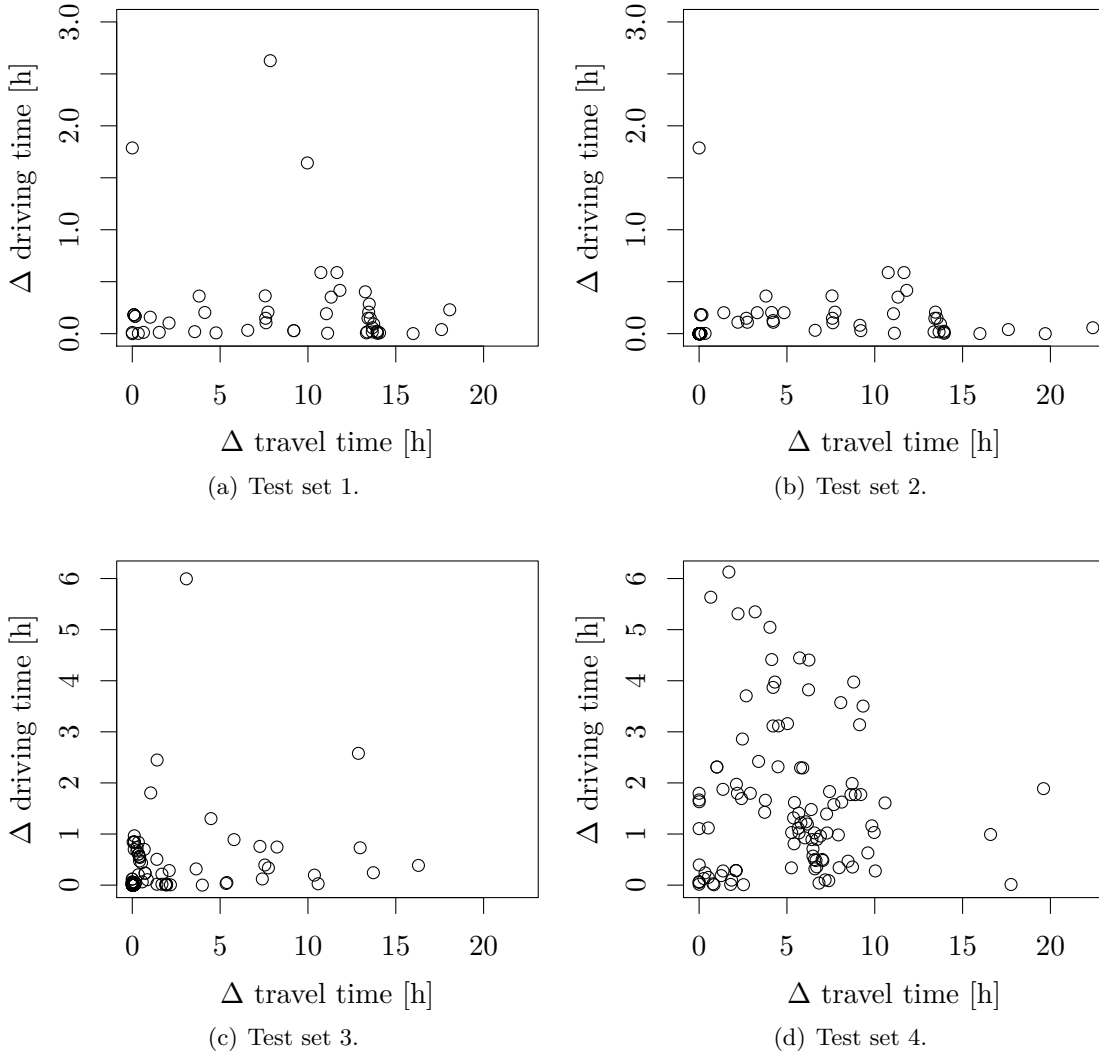 3.0
2.0
1.0
0.0
Δ driving time [h]
0 5 10 15 20
Δ travel time [h]
(a) Test set 1.
3.0
2.0
1.0
0.0
Δ driving time [h]
0 5 10 15 20
Δ travel time [h]
(b) Test set 2.
6
5
4
3
2
1
0
Δ driving time [h]
0 5 10 15 20
Δ travel time [h]
(c) Test set 3.
6
5
4
3
2
1
0
Δ driving time [h]
0 5 10 15 20
Δ travel time [h]
(d) Test set 4.